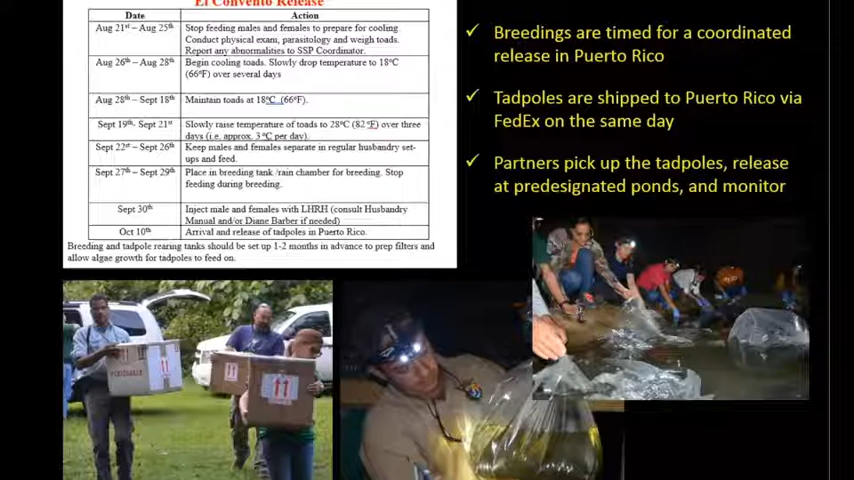 El Convento Release
Date Action
Aug 21st – Aug 25th Stop feeding males and females to prepare for cooling.
Conduct physical exam, parasitology and weigh toads.
Report any abnormalities to SSP Coordinator.
Aug 26th – Aug 28th Begin cooling toads. Slowly drop temperature to 18ºC
(66ºF) over several days
Aug 28th – Sept 18th Maintain toads at 18ºC (66ºF).
Sept 19th- Sept 21st Slowly raise temperature of toads to 28ºC (82 ºF) over three
days (i.e. approx. 3 ºC per day).
Sept 22st – Sept 26th Keep males and females separate in regular husbandry set-
ups and feed.
Sept 27th – Sept 29th Place in breeding tank /rain chamber for breeding. Stop
feeding during breeding.
Sept 30th Inject male and females with LHRH (consult Husbandry
Manual and/or Diane Barber if needed)
Oct 10th Arrival and release of tadpoles in Puerto Rico.
Breeding and tadpole rearing tanks should be set up 1-2 months in advance to prep filters and
allow algae growth for tadpoles to feed on.
✓ Breedings are timed for a coordinated
release in Puerto Rico
✓ Tadpoles are shipped to Puerto Rico via
FedEx on the same day
✓ Partners pick up the tadpoles, release
at predesignated ponds, and monitor